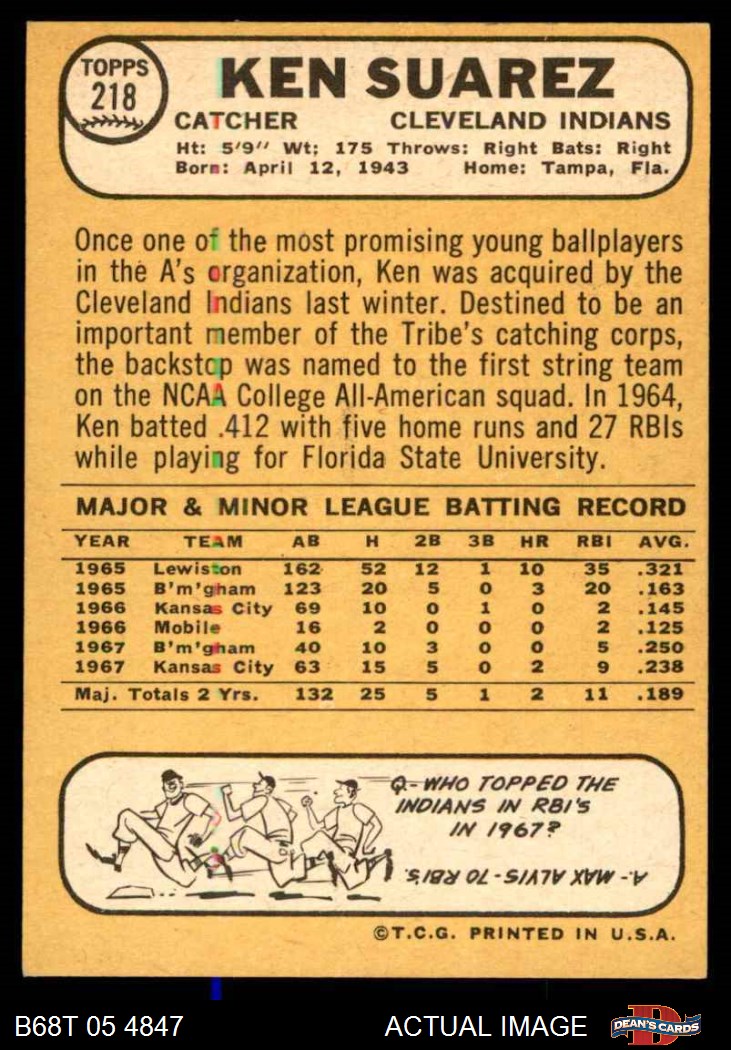 TOPPS
218
KEN SUAREZ
CATCHER CLEVELAND INDIANS
Ht: 5'9" Wt: 175 Throws: Right Bats: Right
Born: April 12, 1943 Home: Tampa, Fla.
Once one of the most promising young ballplayers
in the A's organization, Ken was acquired by the
Cleveland Indians last winter. Destined to be an
important member of the Tribe's catching corps,
the backstop was named to the first string team
on the NCAA College All-American squad. In 1964,
Ken batted .412 with five home runs and 27 RBIs
while playing for Florida State University.
MAJOR & MINOR LEAGUE BATTING RECORD
YEAR TEAM AB H 2B 3B HR RBI AVG.
1965 Lewiston 162 52 12 1 10 35 .321
1965 B'm'gham 123 20 5 0 3 20 .163
1966 Kansas City 69 10 0 1 0 2 .145
1966 Mobile 16 2 0 0 0 2 .125
1967 B'm'gham 40 10 3 0 0 5 .250
1967 Kansas City 63 15 5 0 2 9 .238
Maj. Totals 2 Yrs. 132 25 5 1 2 11 .189
Q-WHO TOPPED THE
INDIANS IN RBI'S
IN 1967?
A-MAX ALVIS-70 RBI'S.
©T.C.G. PRINTED IN U.S.A.
B68T 05 4847 ACTUAL IMAGE D DEAN'S CARDS